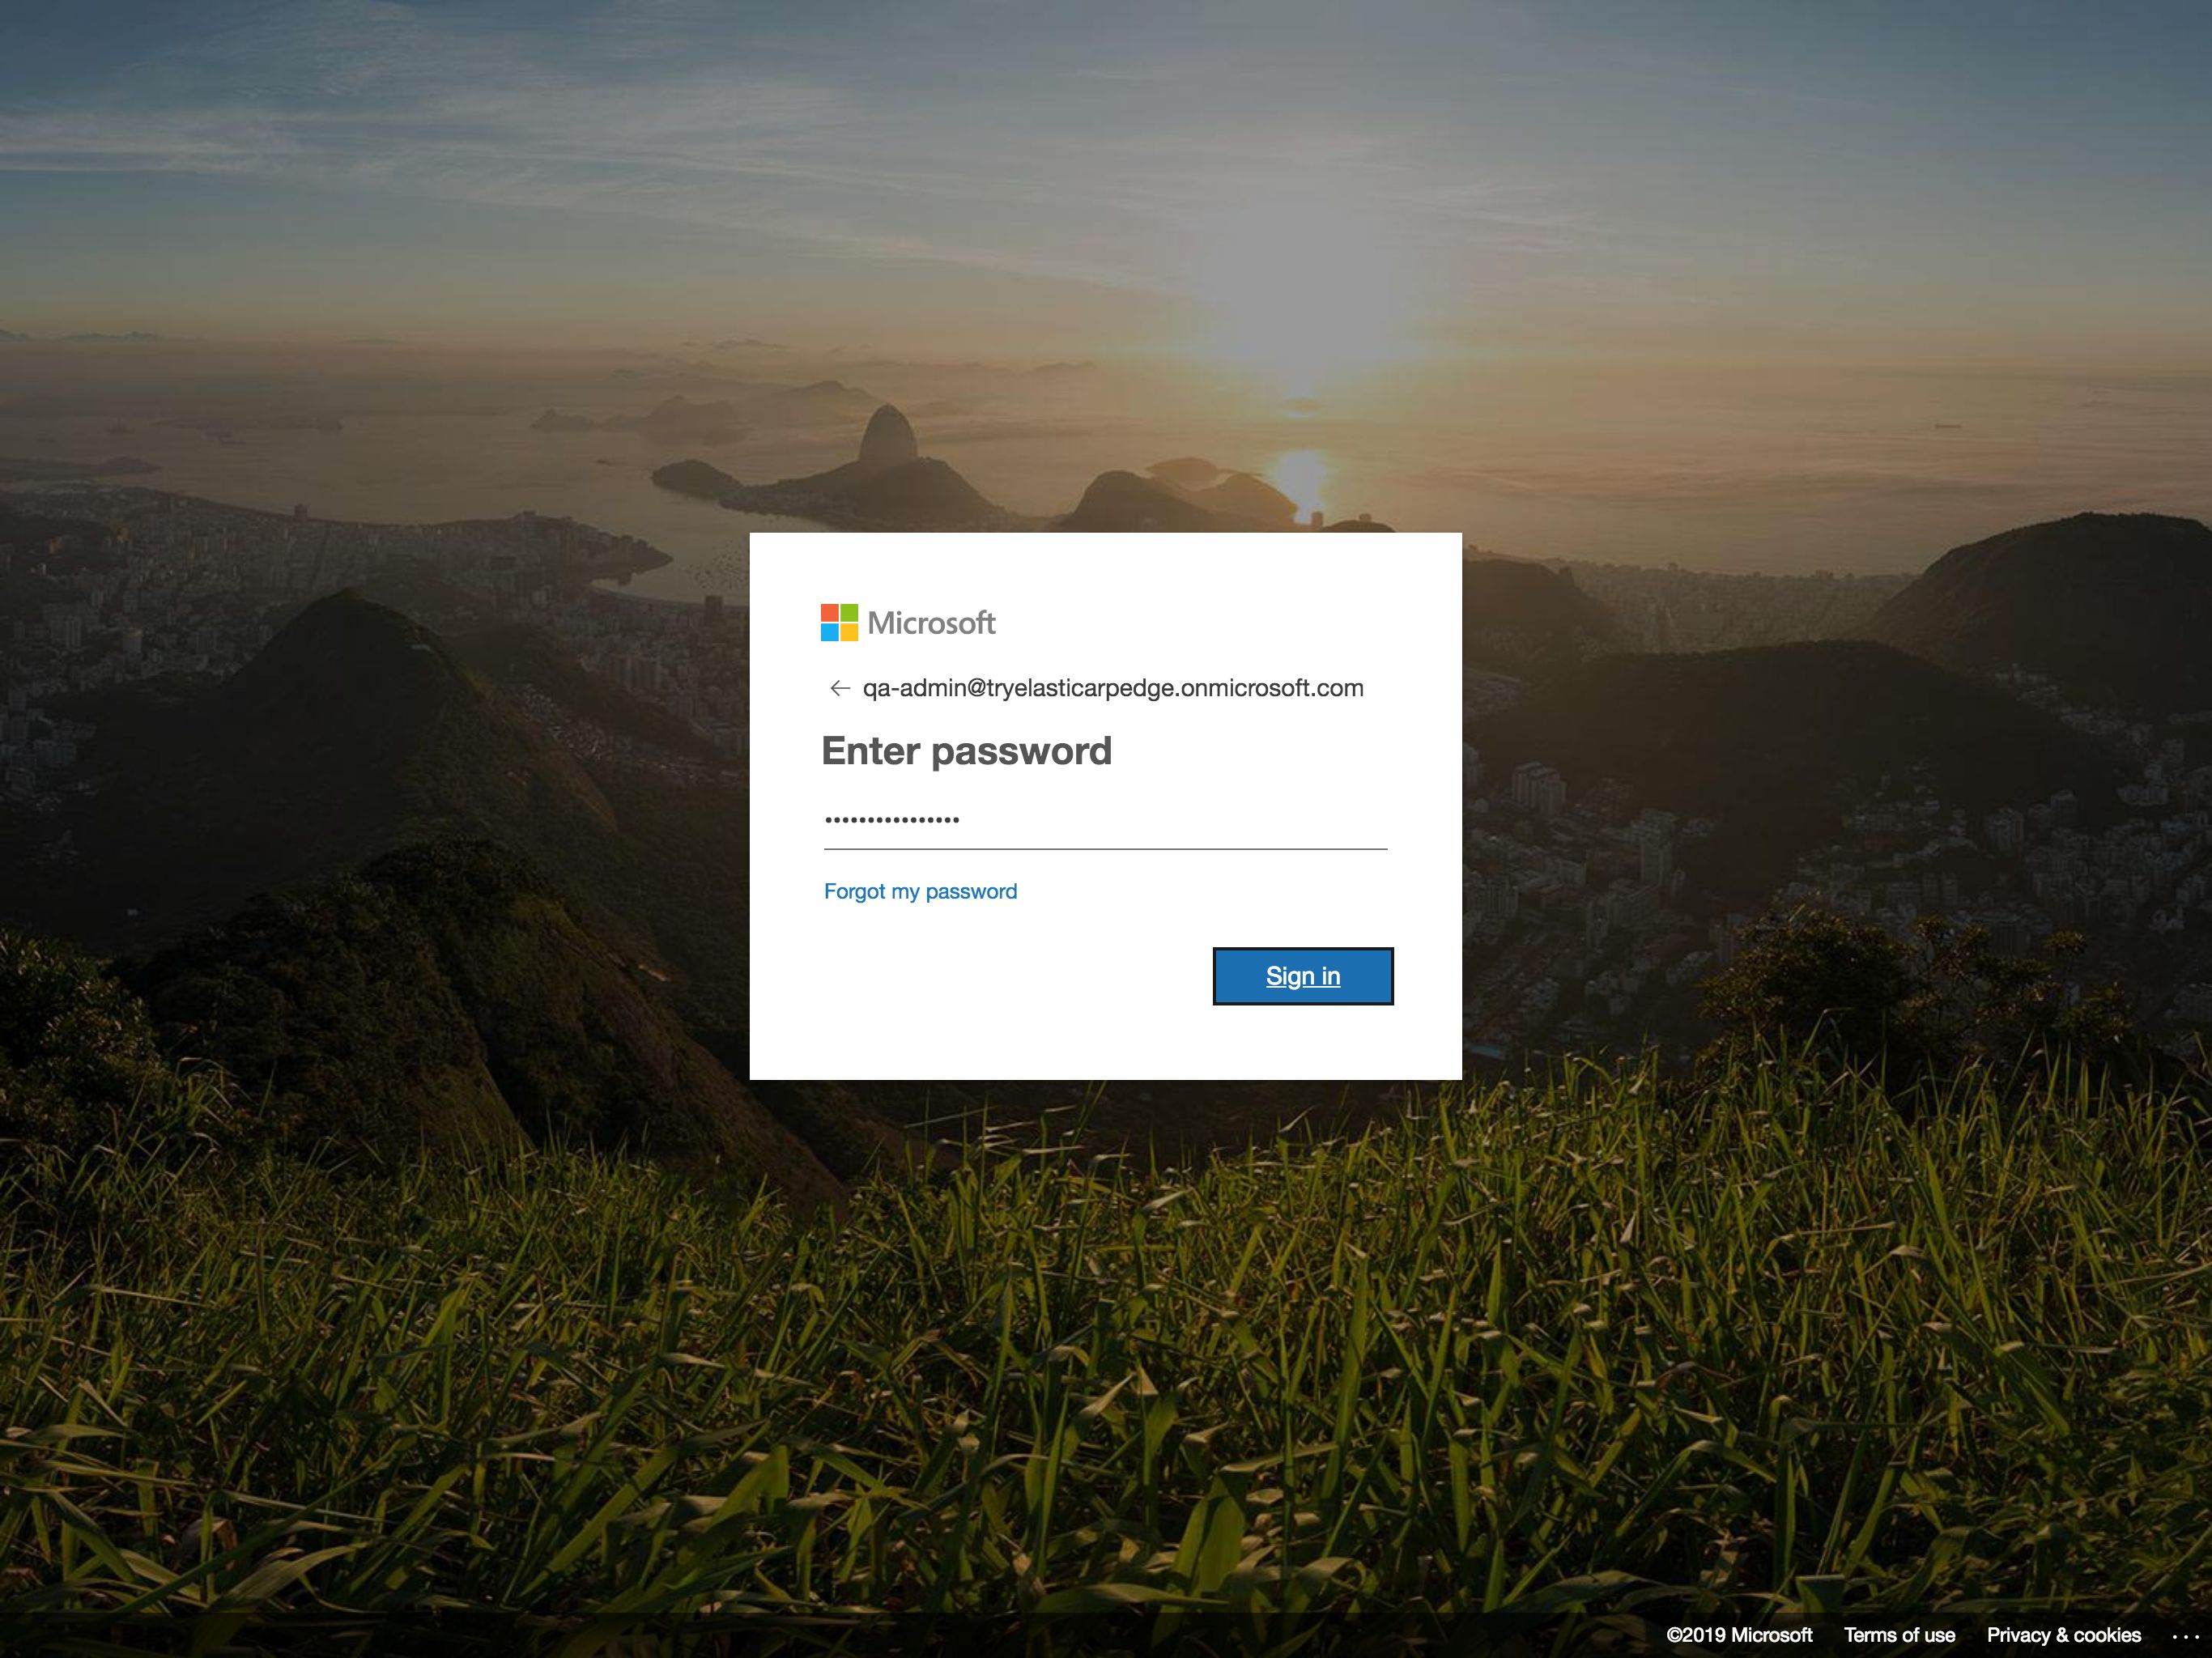 Microsoft
← qa-admin@tryelasticarpedge.onmicrosoft.com
Enter password
••••••••••••••••
Forgot my password
Sign in
©2019 Microsoft Terms of use Privacy & cookies ...